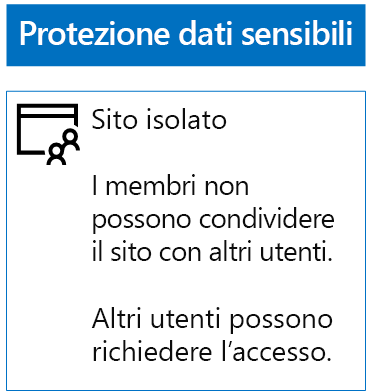 Protezione dati sensibili
Sito isolato
I membri non
possono condividere
il sito con altri utenti.
Altri utenti possono
richiedere l’accesso.